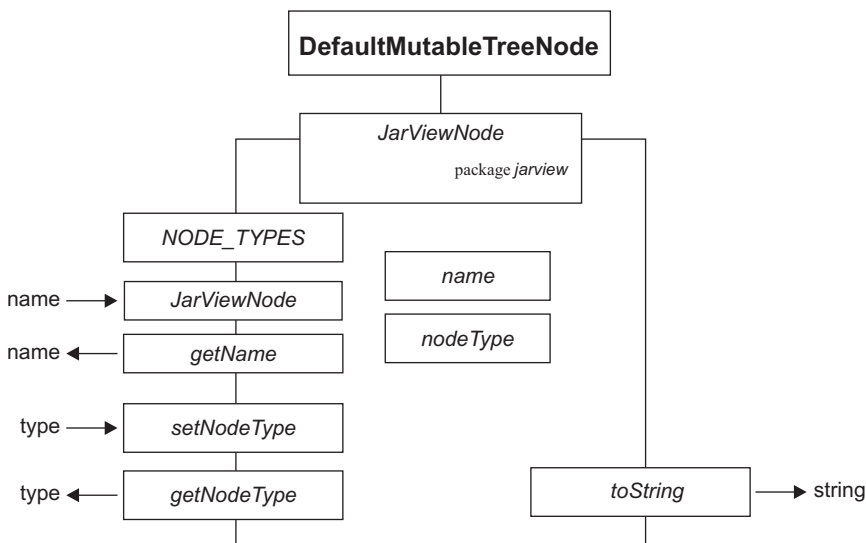 DefaultMutableTreeNode
JarViewNode
package jarview
NODE_TYPES
name
name
JarViewNode
name
getName
nodeType
type
setNodeType
type
getNodeType
toString
string